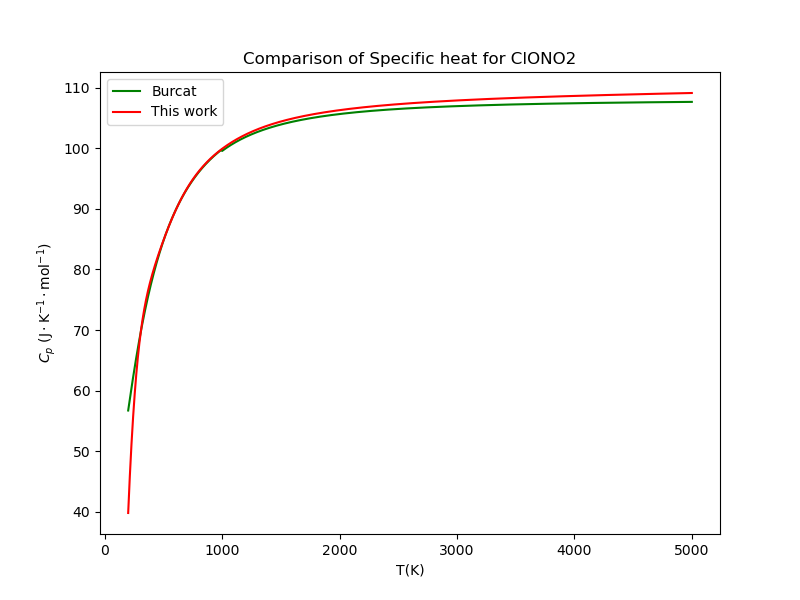 Comparison of Specific heat for ClONO2
Burcat
This work
110
100
90
80
70
60
50
40
$C_p$ (J · K$^{-1}$ · mol$^{-1}$)
0 1000 2000 3000 4000 5000
T(K)